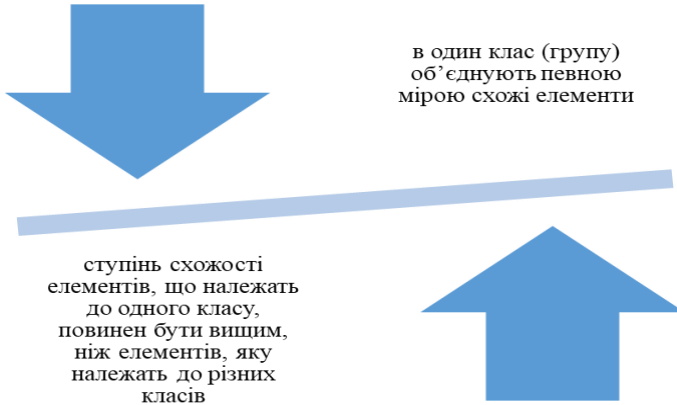 в один клас (групу)
об’єднують певною
мірою схожі елементи
ступінь схожості
елементів, що належать
до одного класу,
повинен бути вищим,
ніж елементів, яку
належать до різних
класів